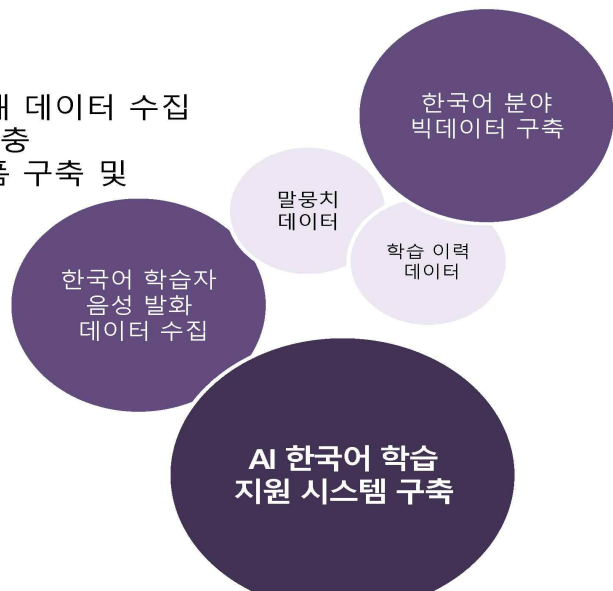 데이터 수집
충
구축 및
한국어 분야
빅데이터 구축
말뭉치
데이터
학습 이력
데이터
한국어 학습자
음성 발화
데이터 수집
AI 한국어 학습
지원 시스템 구축